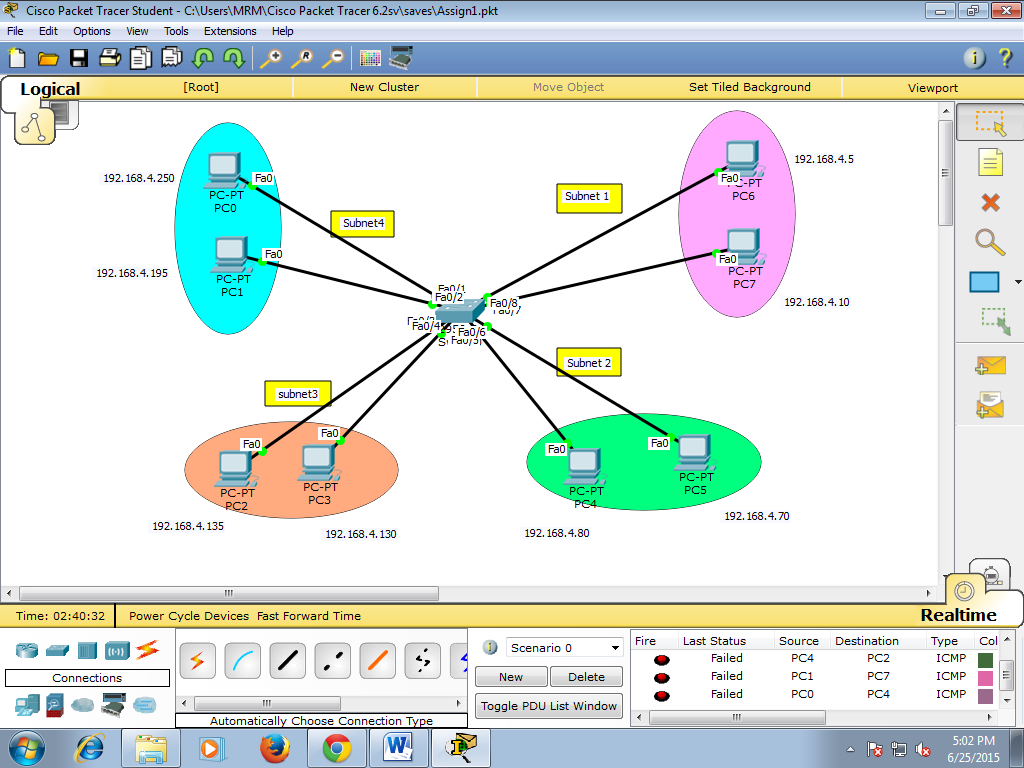 Cisco Packet Tracer Student - C:\Users\MRM\Cisco Packet Tracer 6.2sv\saves\Assign1.pkt
File Edit Options View Tools Extensions Help
Logical [Root] New Cluster Move Object Set Tiled Background Viewport
192.168.4.250
Fa0
PC-PT
PC0
192.168.4.195
Fa0
PC-PT
PC1
Subnet4
Subnet 1
192.168.4.5
Fa0
PC-PT
PC6
Fa0
PC-PT
PC7
192.168.4.10
Fa0/1
Fa0/2
Fa0/8
Fa0/7
Fa0/4
Fa0/6
Subnet 2
subnet3
Fa0
PC-PT
PC2
192.168.4.135
Fa0
PC-PT
PC3
192.168.4.130
Fa0
PC-PT
PC4
192.168.4.80
Fa0
PC-PT
PC5
192.168.4.70
Time: 02:40:32 Power Cycle Devices Fast Forward Time Realtime
Connections
Automatically Choose Connection Type
Scenario 0
New Delete
Toggle PDU List Window
Fire Last Status Source Destination Type Col
Failed PC4 PC2 ICMP
Failed PC1 PC7 ICMP
Failed PC0 PC4 ICMP
5:02 PM
6/25/2015